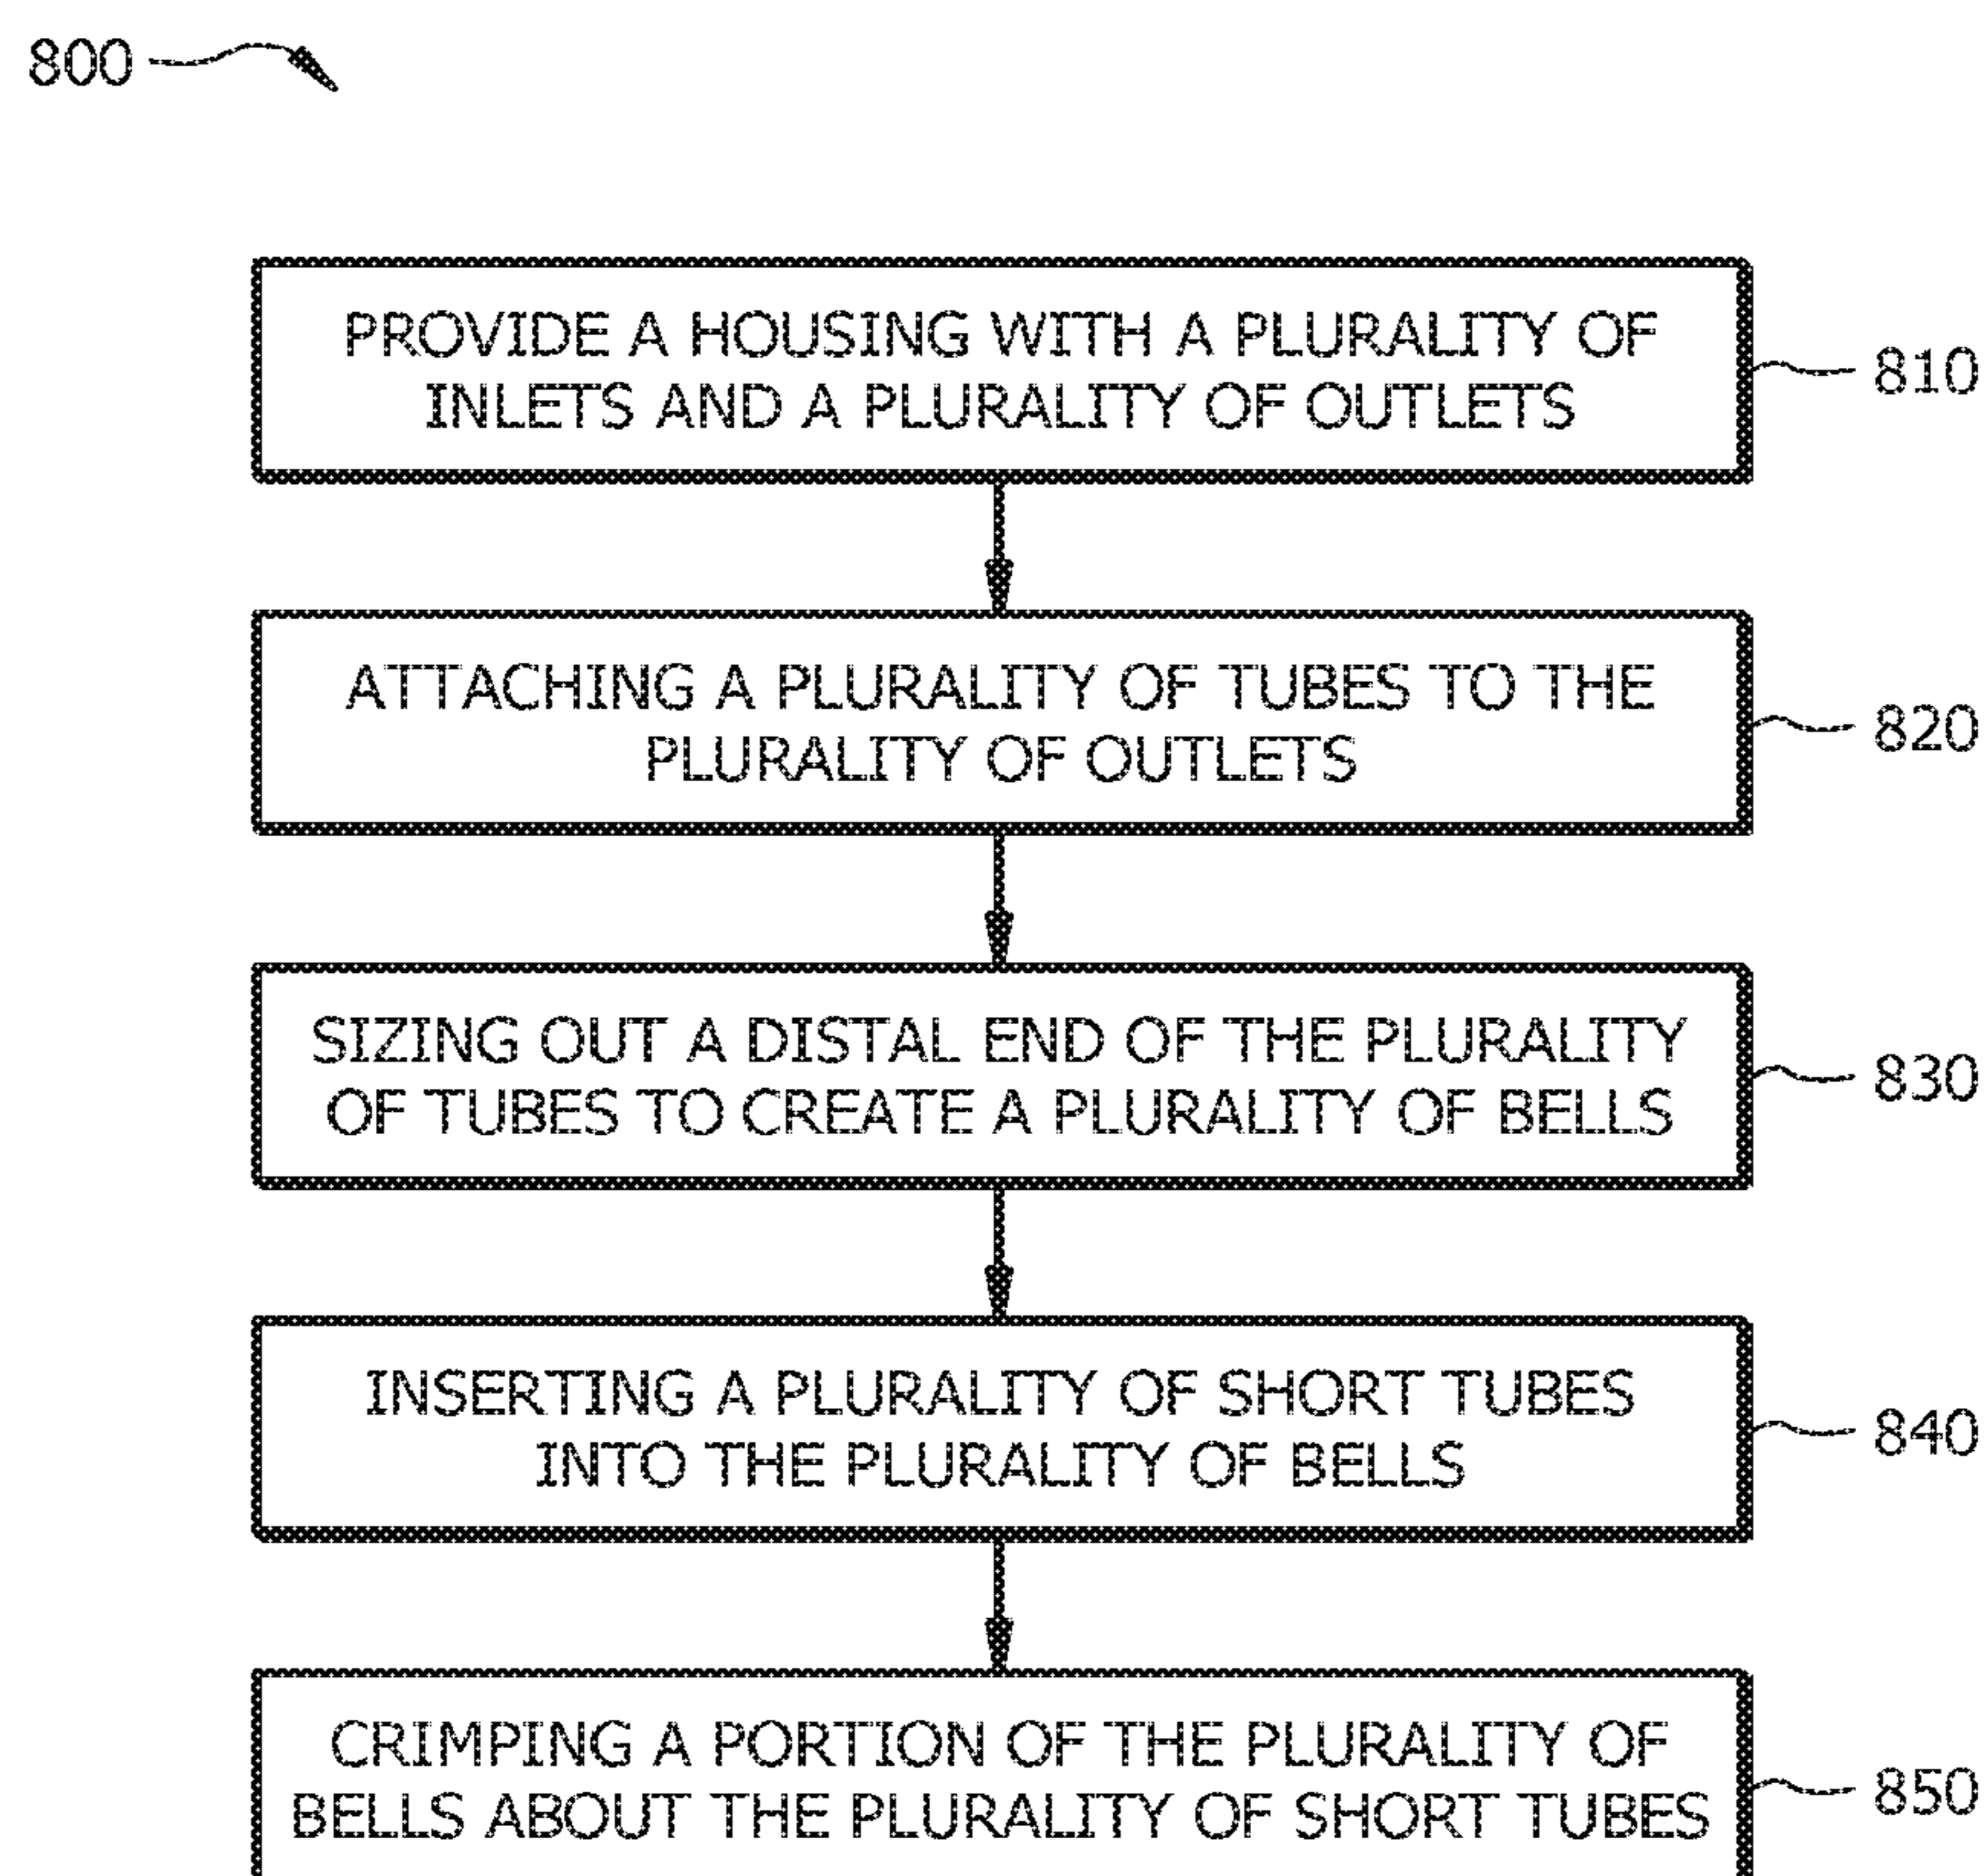 800
PROVIDE A HOUSING WITH A PLURALITY OF
INLETS AND A PLURALITY OF OUTLETS
810
ATTACHING A PLURALITY OF TUBES TO THE
PLURALITY OF OUTLETS
820
SIZING OUT A DISTAL END OF THE PLURALITY
OF TUBES TO CREATE A PLURALITY OF BELLS
830
INSERTING A PLURALITY OF SHORT TUBES
INTO THE PLURALITY OF BELLS
840
CRIMPING A PORTION OF THE PLURALITY OF
BELLS ABOUT THE PLURALITY OF SHORT TUBES
850